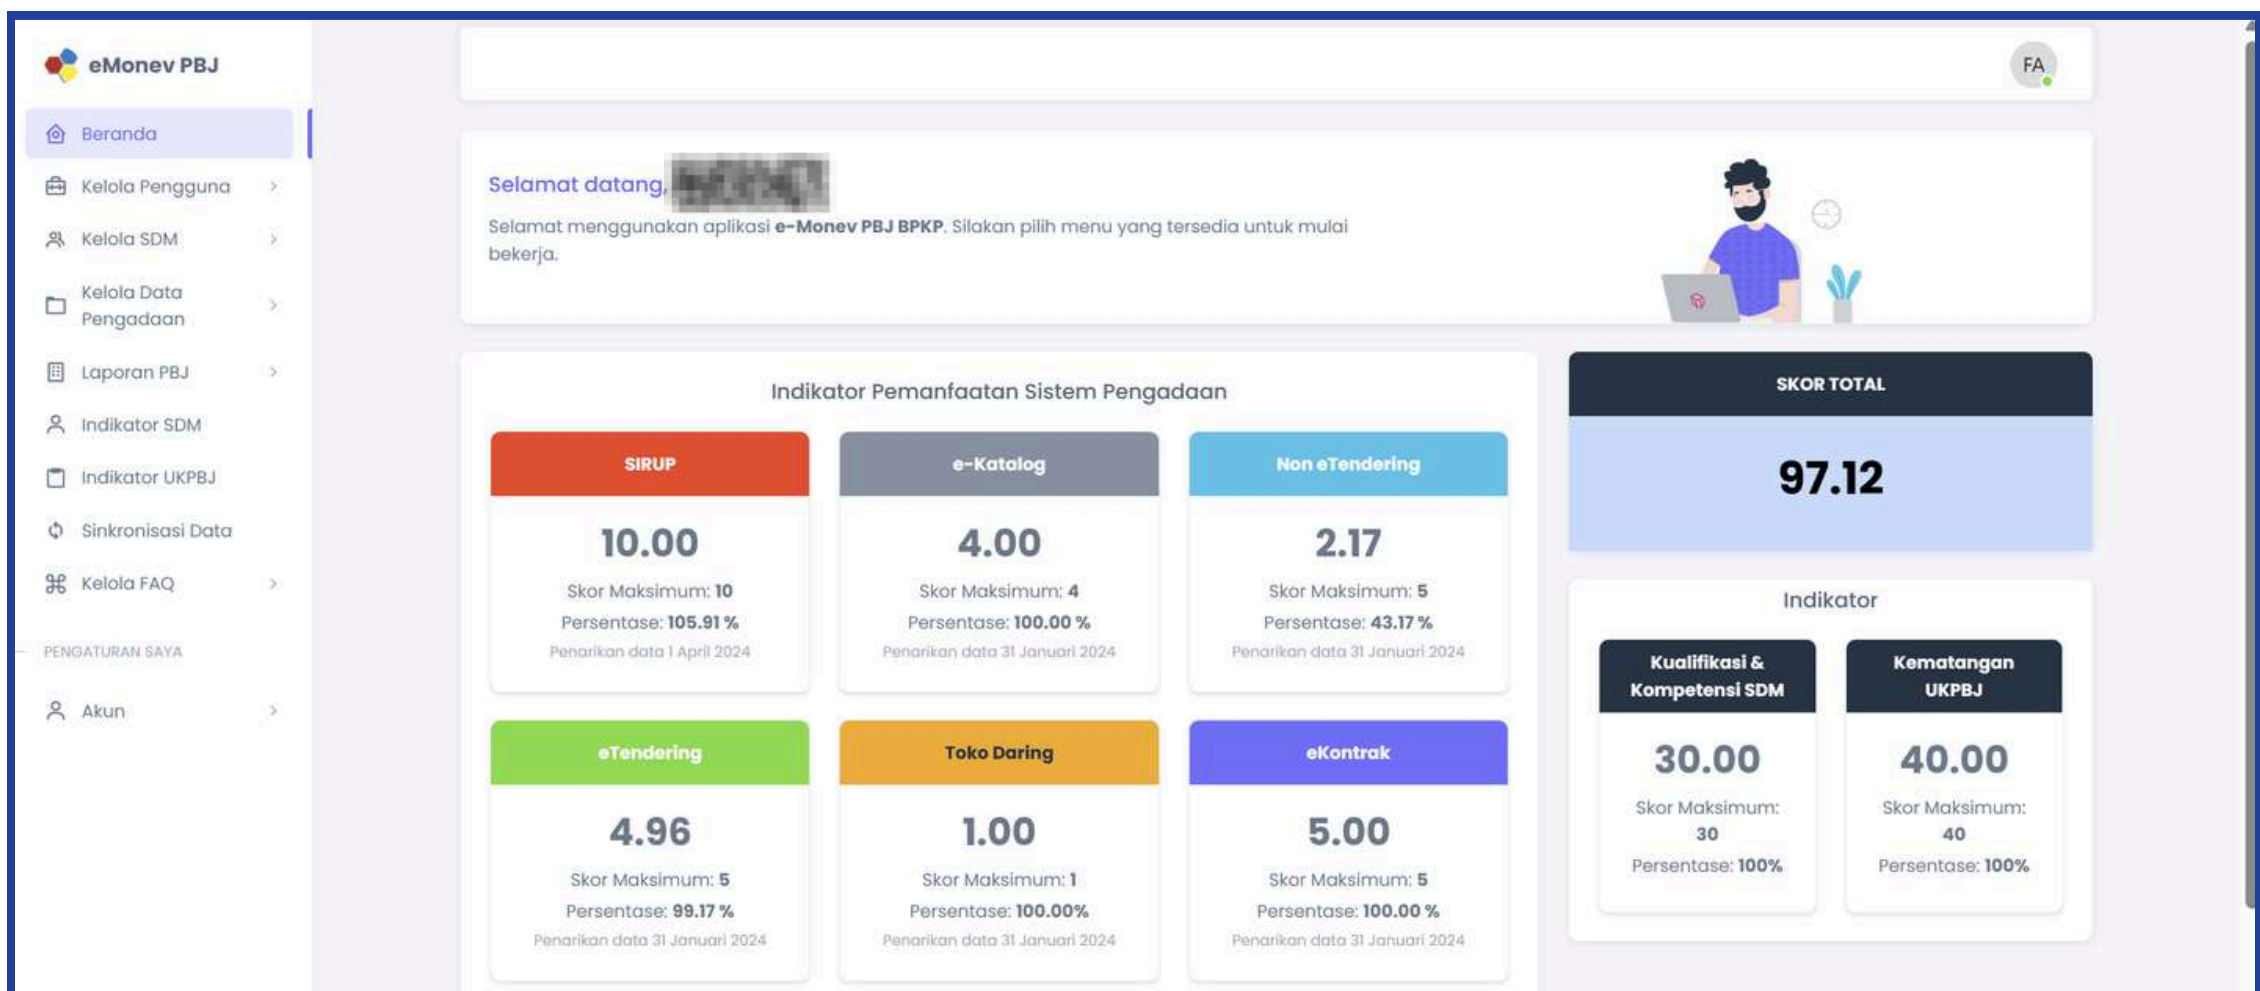 eMonev PBJ
Beranda
Kelola Pengguna
Kelola SDM
Kelola Data
Pengadaan
Laporan PBJ
Indikator SDM
Indikator UKPBJ
Sinkronisasi Data
Kelola FAQ
PENGATURAN SAYA
Akun
FA
Selamat datang,
Selamat menggunakan aplikasi e-Monev PBJ BPKP. Silakan pilih menu yang tersedia untuk mulai
bekerja.
Indikator Pemanfaatan Sistem Pengadaan
SIRUP
10.00
Skor Maksimum: 10
Persentase: 105.91 %
Penarikan data 1 April 2024
e-Katalog
4.00
Skor Maksimum: 4
Persentase: 100.00 %
Penarikan data 31 Januari 2024
Non eTendering
2.17
Skor Maksimum: 5
Persentase: 43.17 %
Penarikan data 31 Januari 2024
eTendering
4.96
Skor Maksimum: 5
Persentase: 99.17 %
Penarikan data 31 Januari 2024
Toko Daring
1.00
Skor Maksimum: 1
Persentase: 100.00%
Penarikan data 31 Januari 2024
eKontrak
5.00
Skor Maksimum: 5
Persentase: 100.00 %
Penarikan data 31 Januari 2024
SKOR TOTAL
97.12
Indikator
Kualifikasi &
Kompetensi SDM
30.00
Skor Maksimum:
30
Persentase: 100%
Kematangan
UKPBJ
40.00
Skor Maksimum:
40
Persentase: 100%